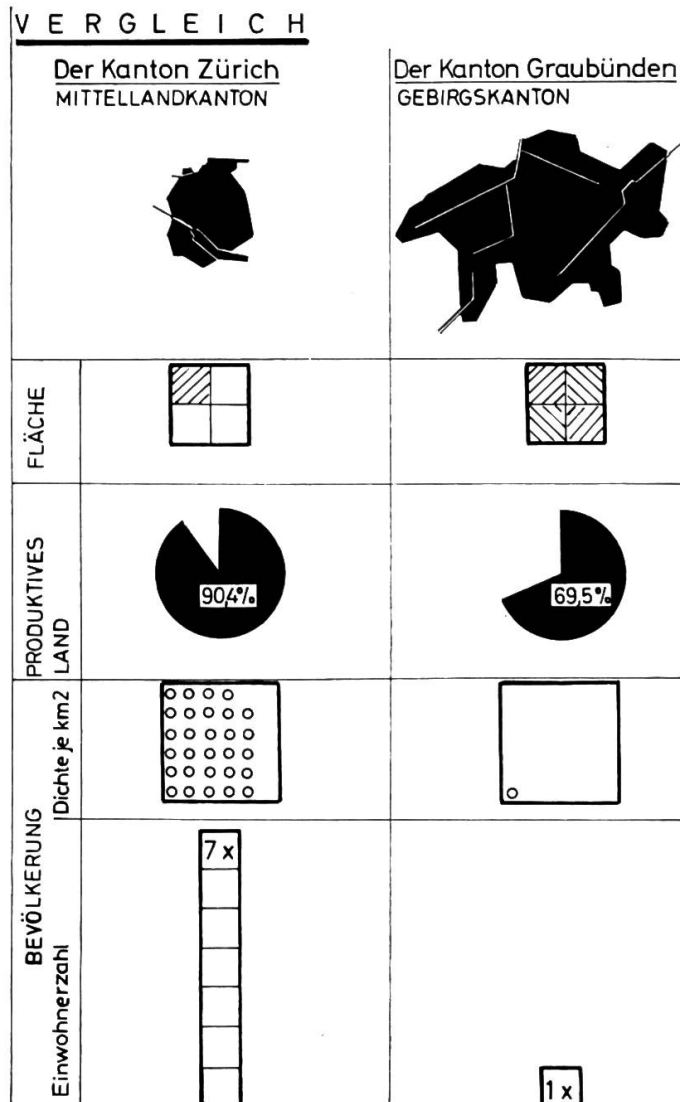 VERGLEICH
Der Kanton Zürich
MITTELLANDKANTON
Der Kanton Graubünden
GEBIRGSKANTON
FLÄCHE
PRODUKTIVES
LAND
90,4%
69,5%
BEVÖLKERUNG
Dichte je km2
Einwohnerzahl
7 x
1 x